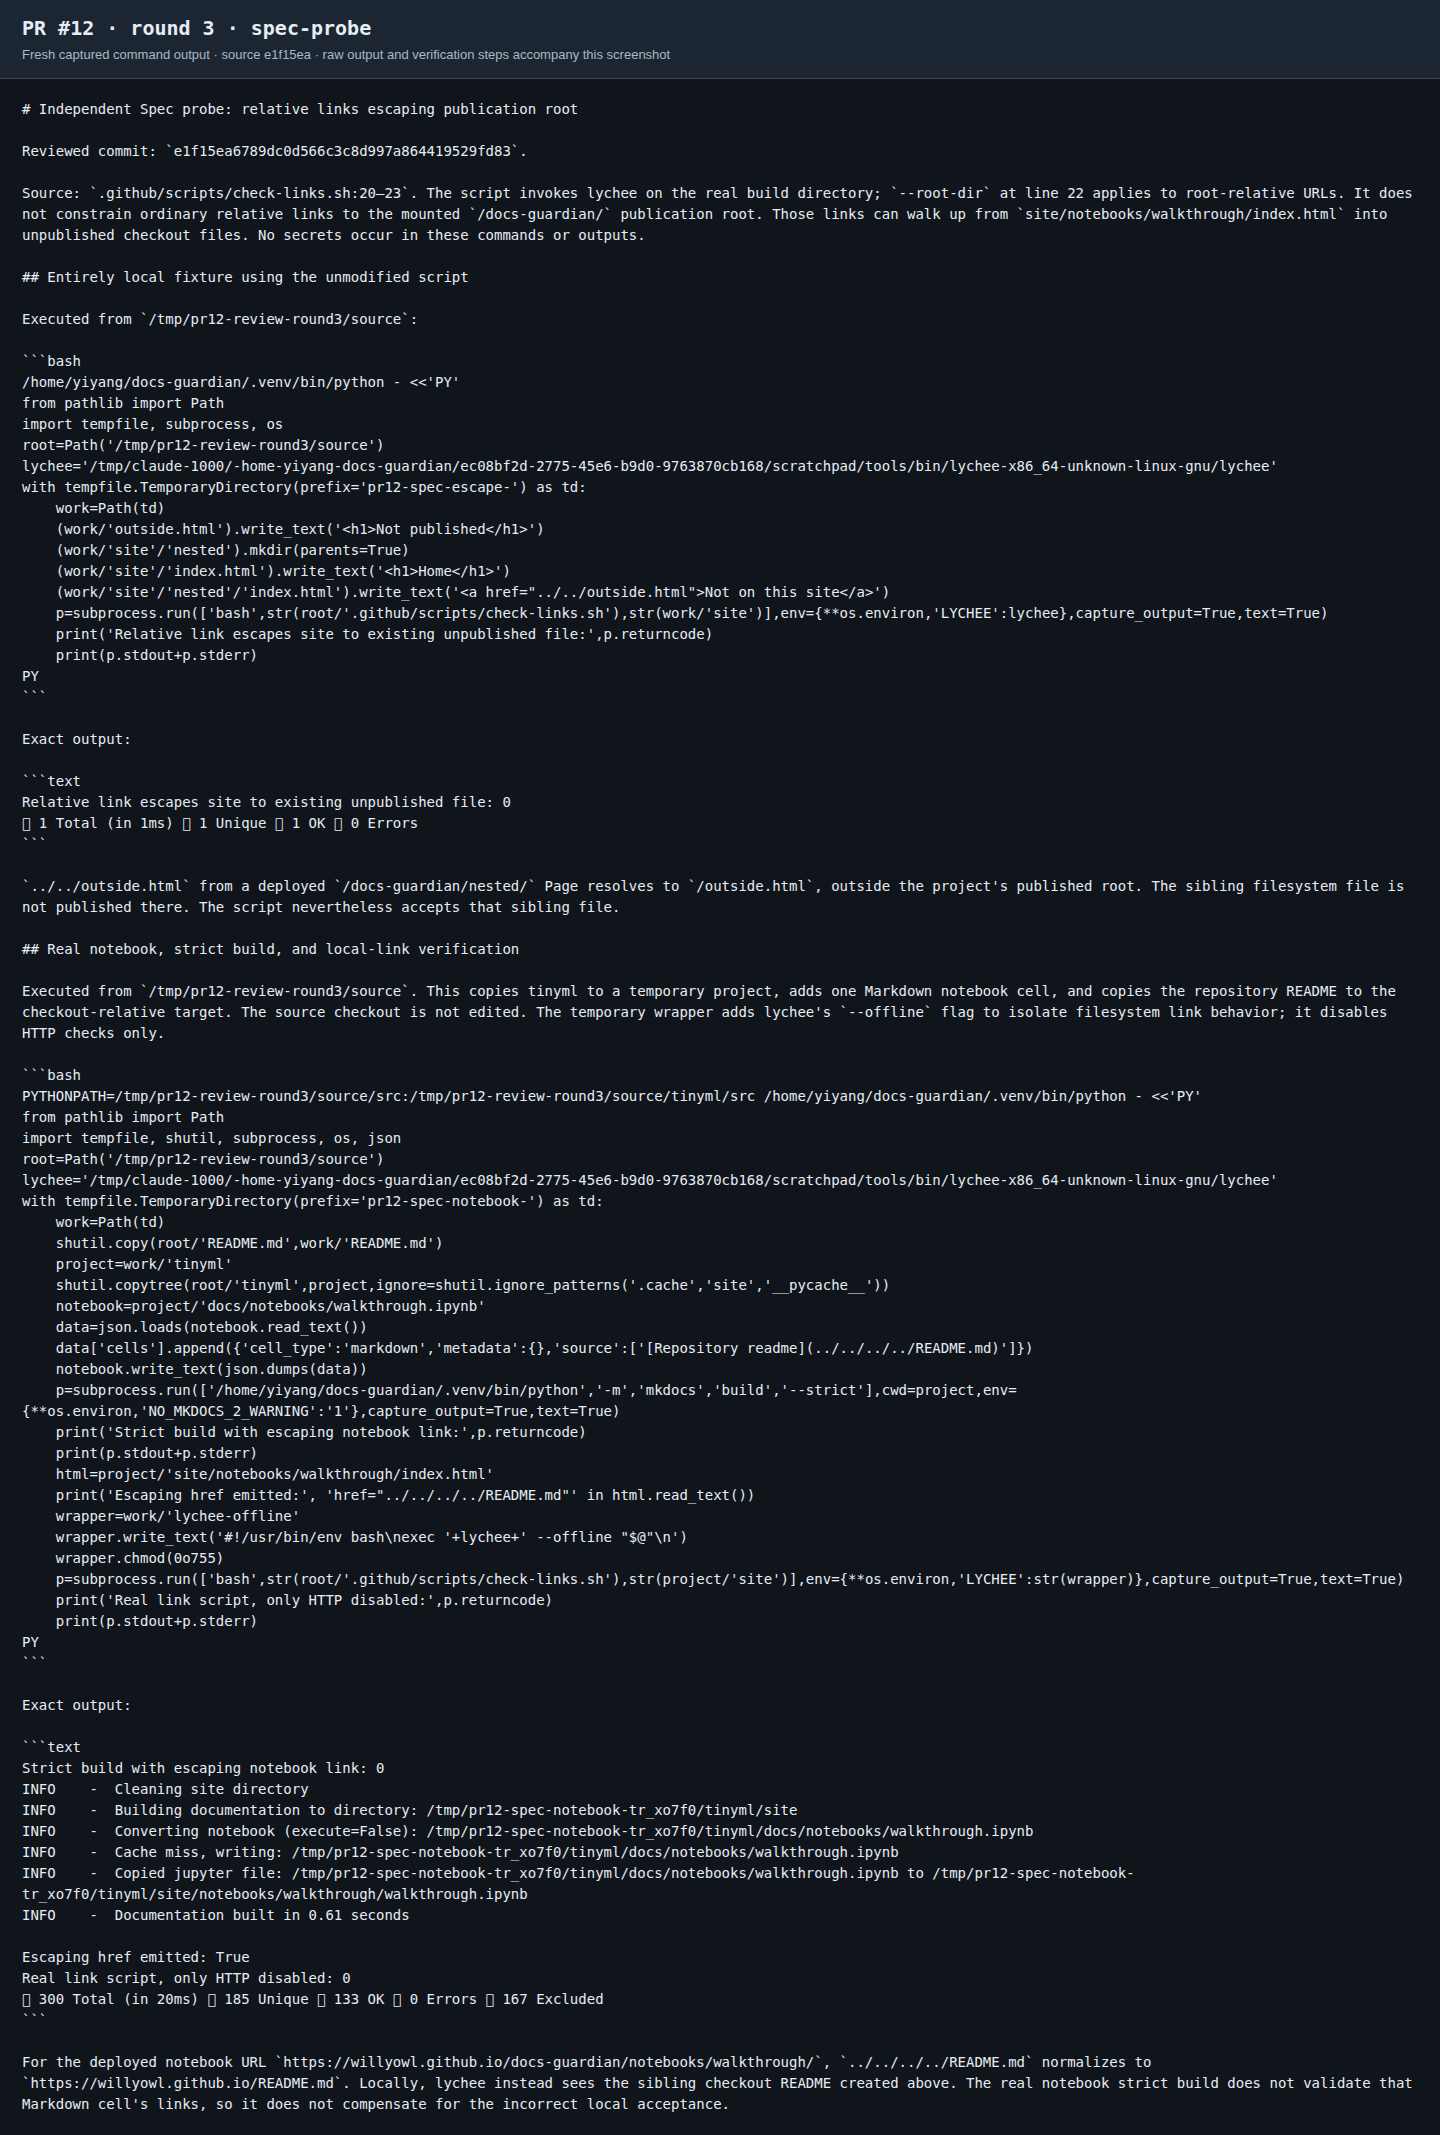 PR #12 · round 3 · spec-probe
Fresh captured command output · source e1f15ea · raw output and verification steps accompany this screenshot
# Independent Spec probe: relative links escaping publication root
Reviewed commit: `e1f15ea6789dc0d566c3c8d997a864419529fd83`.
Source: `.github/scripts/check-links.sh:20–23`. The script invokes lychee on the real build directory; `--root-dir` at line 22 applies to root-relative URLs. It does
not constrain ordinary relative links to the mounted `/docs-guardian/` publication root. Those links can walk up from `site/notebooks/walkthrough/index.html` into
unpublished checkout files. No secrets occur in these commands or outputs.
## Entirely local fixture using the unmodified script
Executed from `/tmp/pr12-review-round3/source`:
```bash
/home/yiyang/docs-guardian/.venv/bin/python - <<'PY'
from pathlib import Path
import tempfile, subprocess, os
root=Path('/tmp/pr12-review-round3/source')
lychee='/tmp/claude-1000/-home-yiyang-docs-guardian/ec08bf2d-2775-45e6-b9d0-9763870cb168/scratchpad/tools/bin/lychee-x86_64-unknown-linux-gnu/lychee'
with tempfile.TemporaryDirectory(prefix='pr12-spec-escape-') as td:
    work=Path(td)
    (work/'outside.html').write_text('<h1>Not published</h1>')
    (work/'site'/'nested').mkdir(parents=True)
    (work/'site'/'index.html').write_text('<h1>Home</h1>')
    (work/'site'/'nested'/'index.html').write_text('<a href="../../outside.html">Not on this site</a>')
    p=subprocess.run(['bash',str(root/'.github/scripts/check-links.sh'),str(work/'site')],env={**os.environ,'LYCHEE':lychee},capture_output=True,text=True)
    print('Relative link escapes site to existing unpublished file:',p.returncode)
    print(p.stdout+p.stderr)
PY
```
Exact output:
```text
Relative link escapes site to existing unpublished file: 0
1 Total (in 1ms) 1 Unique 1 OK 0 Errors
```
`../../outside.html` from a deployed `/docs-guardian/nested/` Page resolves to `/outside.html`, outside the project's published root. The sibling filesystem file is
not published there. The script nevertheless accepts that sibling file.
## Real notebook, strict build, and local-link verification
Executed from `/tmp/pr12-review-round3/source`. This copies tinyml to a temporary project, adds one Markdown notebook cell, and copies the repository README to the
checkout-relative target. The source checkout is not edited. The temporary wrapper adds lychee's `--offline` flag to isolate filesystem link behavior; it disables
HTTP checks only.
```bash
PYTHONPATH=/tmp/pr12-review-round3/source/src:/tmp/pr12-review-round3/source/tinyml/src /home/yiyang/docs-guardian/.venv/bin/python - <<'PY'
from pathlib import Path
import tempfile, shutil, subprocess, os, json
root=Path('/tmp/pr12-review-round3/source')
lychee='/tmp/claude-1000/-home-yiyang-docs-guardian/ec08bf2d-2775-45e6-b9d0-9763870cb168/scratchpad/tools/bin/lychee-x86_64-unknown-linux-gnu/lychee'
with tempfile.TemporaryDirectory(prefix='pr12-spec-notebook-') as td:
    work=Path(td)
    shutil.copy(root/'README.md',work/'README.md')
    project=work/'tinyml'
    shutil.copytree(root/'tinyml',project,ignore=shutil.ignore_patterns('.cache','site','__pycache__'))
    notebook=project/'docs/notebooks/walkthrough.ipynb'
    data=json.loads(notebook.read_text())
    data['cells'].append({'cell_type':'markdown','metadata':{},'source':['[Repository readme](../../../../README.md)']})
    notebook.write_text(json.dumps(data))
    p=subprocess.run(['/home/yiyang/docs-guardian/.venv/bin/python','-m','mkdocs','build','--strict'],cwd=project,env=
{**os.environ,'NO_MKDOCS_2_WARNING':'1'},capture_output=True,text=True)
    print('Strict build with escaping notebook link:',p.returncode)
    print(p.stdout+p.stderr)
    html=project/'site/notebooks/walkthrough/index.html'
    print('Escaping href emitted:', 'href="../../../../README.md"' in html.read_text())
    wrapper=work/'lychee-offline'
    wrapper.write_text('#!/usr/bin/env bash\nexec '+lychee+' --offline "$@"\n')
    wrapper.chmod(0o755)
    p=subprocess.run(['bash',str(root/'.github/scripts/check-links.sh'),str(project/'site')],env={**os.environ,'LYCHEE':str(wrapper)},capture_output=True,text=True)
    print('Real link script, only HTTP disabled:',p.returncode)
    print(p.stdout+p.stderr)
PY
```
Exact output:
```text
Strict build with escaping notebook link: 0
INFO    -  Cleaning site directory
INFO    -  Building documentation to directory: /tmp/pr12-spec-notebook-tr_xo7f0/tinyml/site
INFO    -  Converting notebook (execute=False): /tmp/pr12-spec-notebook-tr_xo7f0/tinyml/docs/notebooks/walkthrough.ipynb
INFO    -  Cache miss, writing: /tmp/pr12-spec-notebook-tr_xo7f0/tinyml/docs/notebooks/walkthrough.ipynb
INFO    -  Copied jupyter file: /tmp/pr12-spec-notebook-tr_xo7f0/tinyml/docs/notebooks/walkthrough.ipynb to /tmp/pr12-spec-notebook-
tr_xo7f0/tinyml/site/notebooks/walkthrough/walkthrough.ipynb
INFO    -  Documentation built in 0.61 seconds
Escaping href emitted: True
Real link script, only HTTP disabled: 0
300 Total (in 20ms) 185 Unique 133 OK 0 Errors 167 Excluded
```
For the deployed notebook URL `https://willyowl.github.io/docs-guardian/notebooks/walkthrough/`, `../../../../README.md` normalizes to
`https://willyowl.github.io/README.md`. Locally, lychee instead sees the sibling checkout README created above. The real notebook strict build does not validate that
Markdown cell's links, so it does not compensate for the incorrect local acceptance.